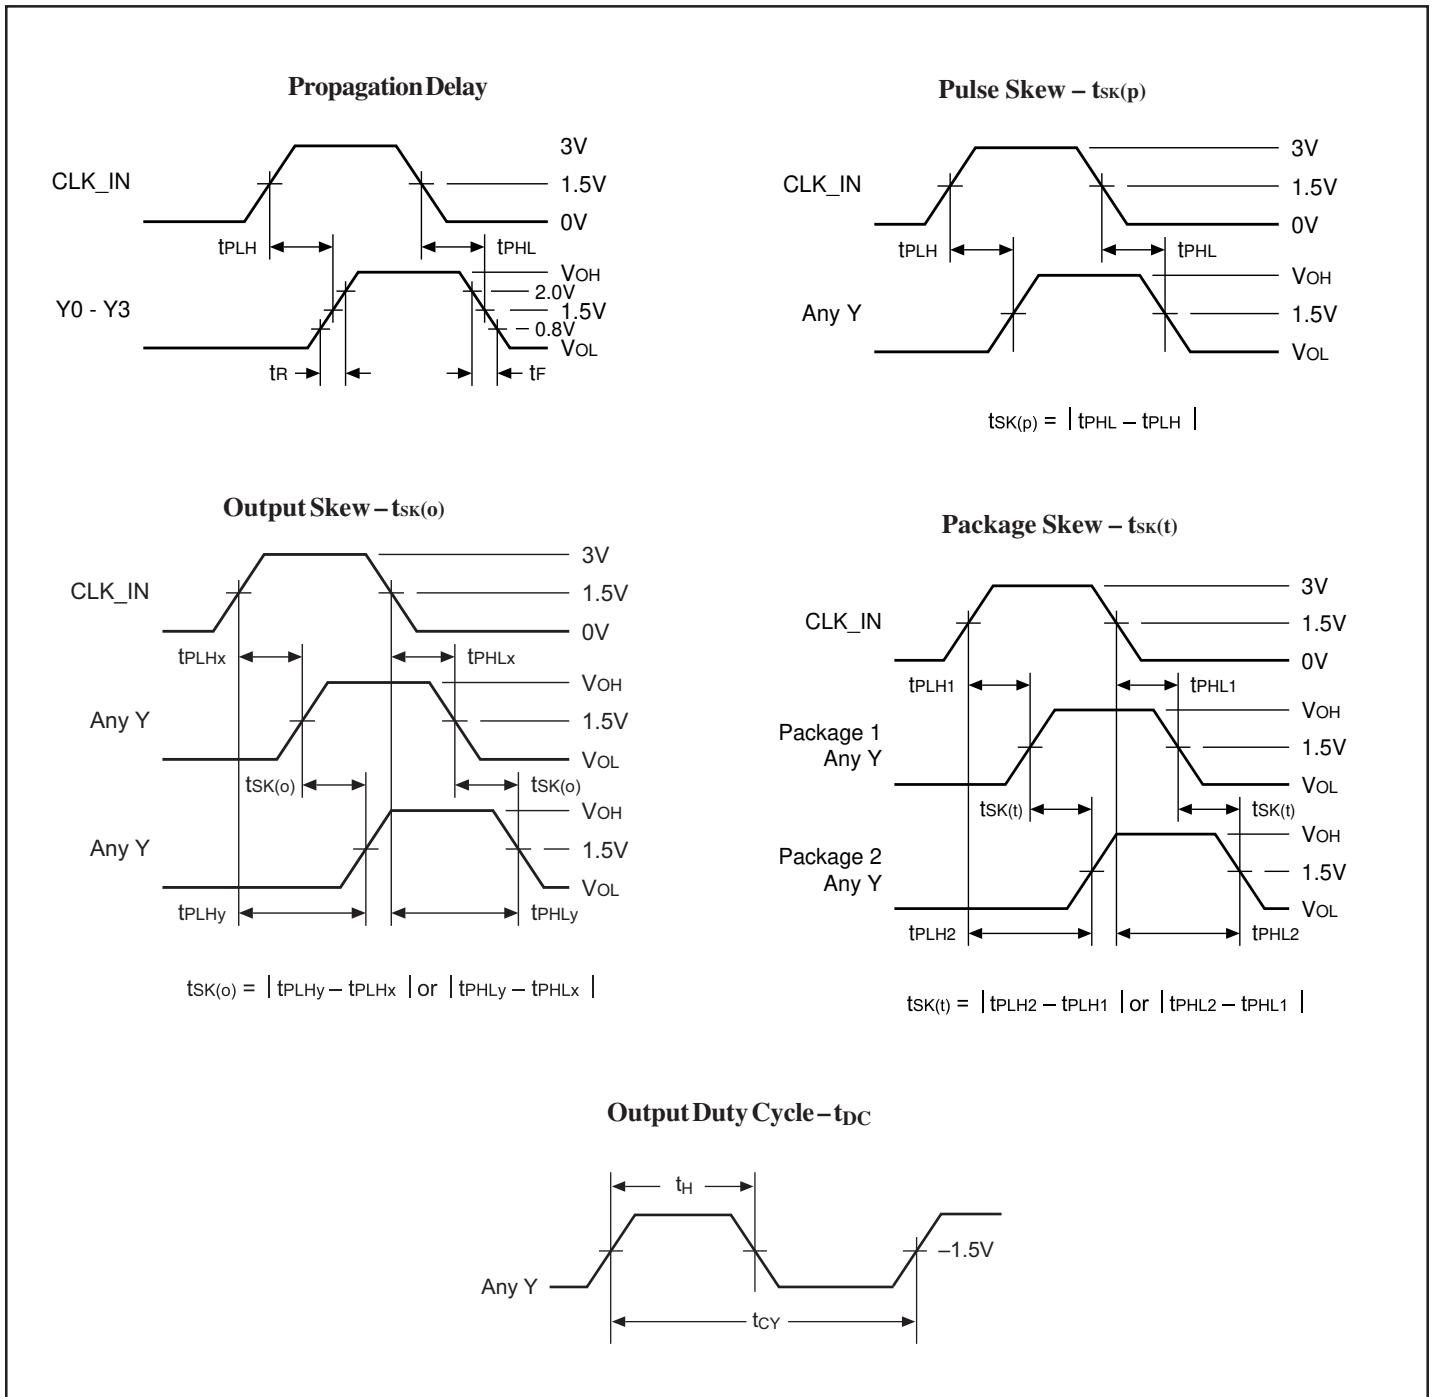 Propagation Delay
CLK_IN
3V
1.5V
0V
tPLH
tPHL
Y0 - Y3
VOH
2.0V
1.5V
0.8V
VOL
tR
tF
Pulse Skew – tSK(p)
CLK_IN
3V
1.5V
0V
tPLH
tPHL
Any Y
VOH
1.5V
VOL
tSK(p) = | tPHL – tPLH |
Output Skew – tSK(o)
CLK_IN
3V
1.5V
0V
tPLHx
tPHLx
Any Y
VOH
1.5V
VOL
tSK(o)
tSK(o)
Any Y
VOH
1.5V
VOL
tPLHy
tPHLy
tSK(o) = | tPLHy – tPLHx | or | tPHLy – tPHLx |
Package Skew – tSK(t)
CLK_IN
3V
1.5V
0V
tPLH1
tPHL1
Package 1
Any Y
VOH
1.5V
VOL
tSK(t)
tSK(t)
Package 2
Any Y
VOH
1.5V
VOL
tPLH2
tPHL2
tSK(t) = | tPLH2 – tPLH1 | or | tPHL2 – tPHL1 |
Output Duty Cycle – tDC
tH
–1.5V
Any Y
tCY